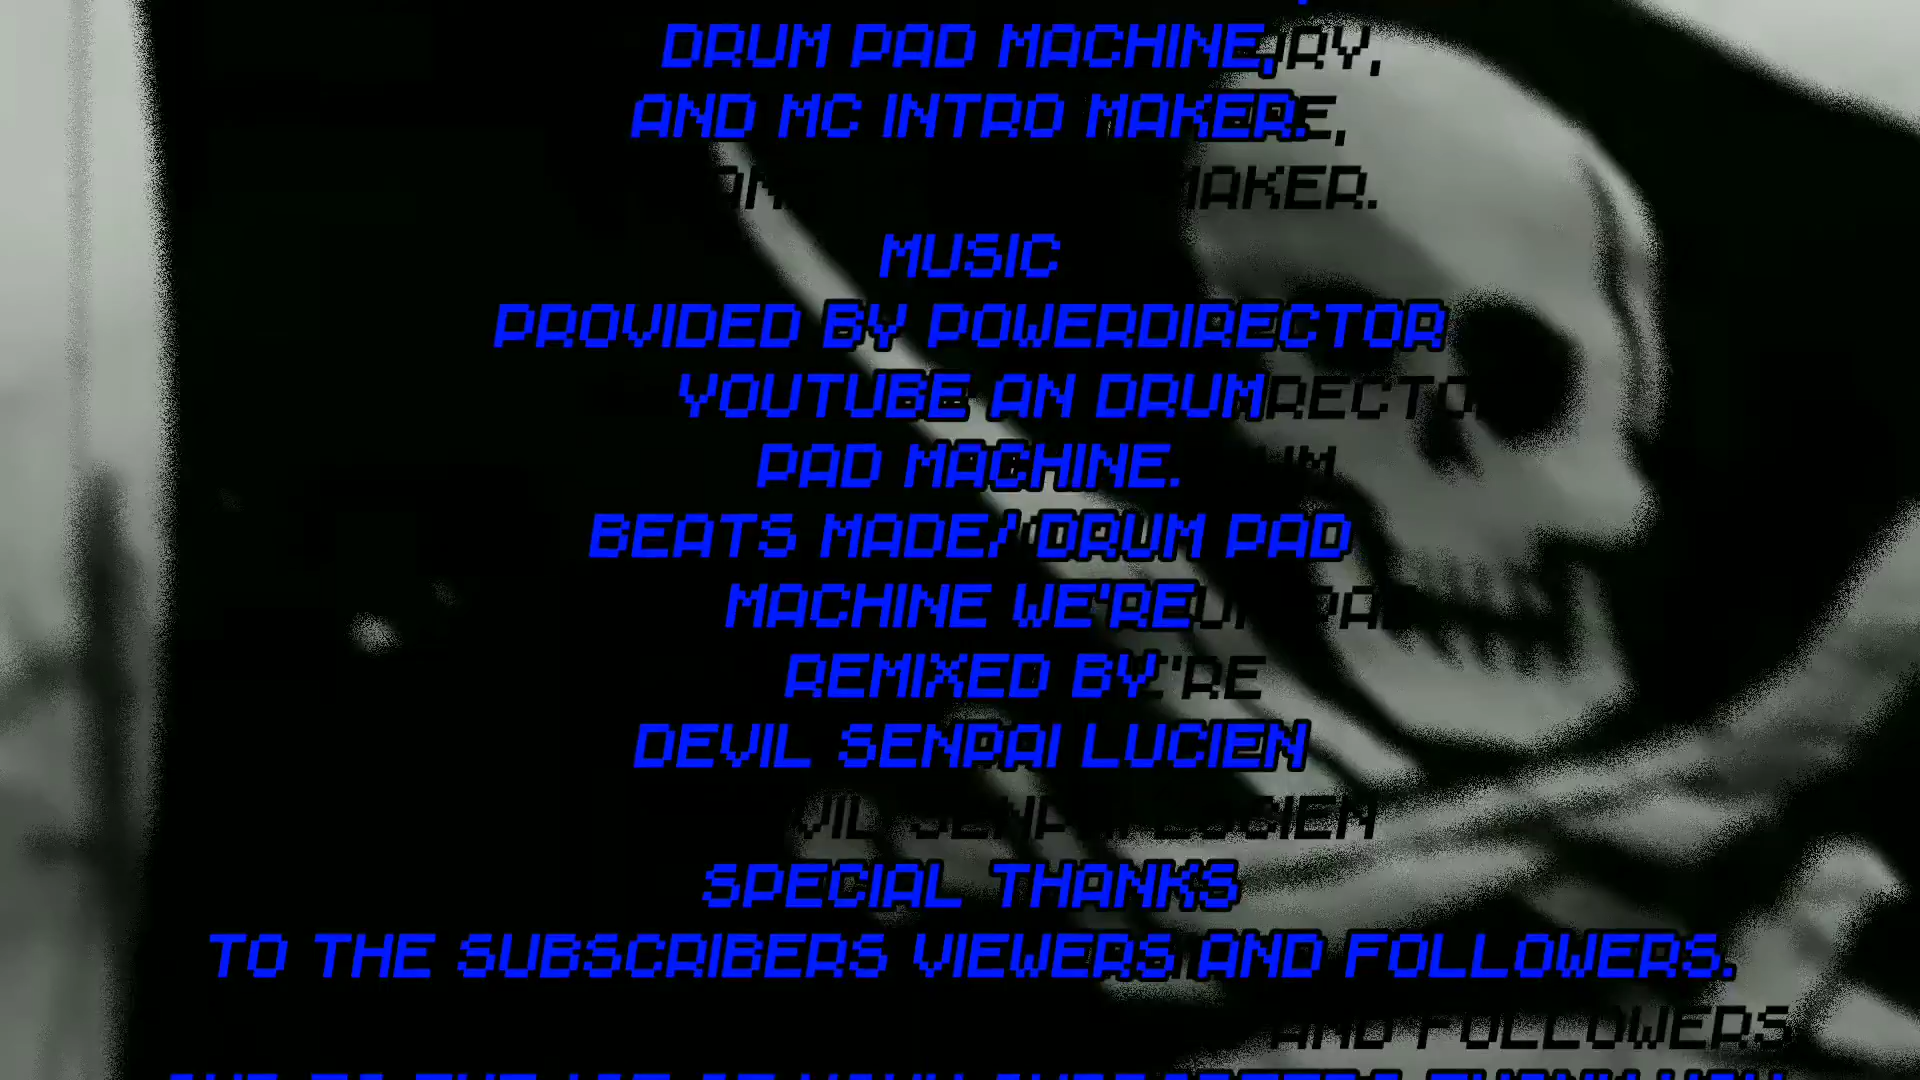 DRUM PAD MACHINE,
AND MC INTRO MAKER.
MUSIC
PROVIDED BY POWERDIRECTOR
YOUTUBE AN DRUM
PAD MACHINE.
BEATS MADE/ DRUM PAD
MACHINE WE'RE
REMIXED BY
DEVIL SENPAI LUCIEN
SPECIAL THANKS
TO THE SUBSCRIBERS VIEWERS AND FOLLOWERS.